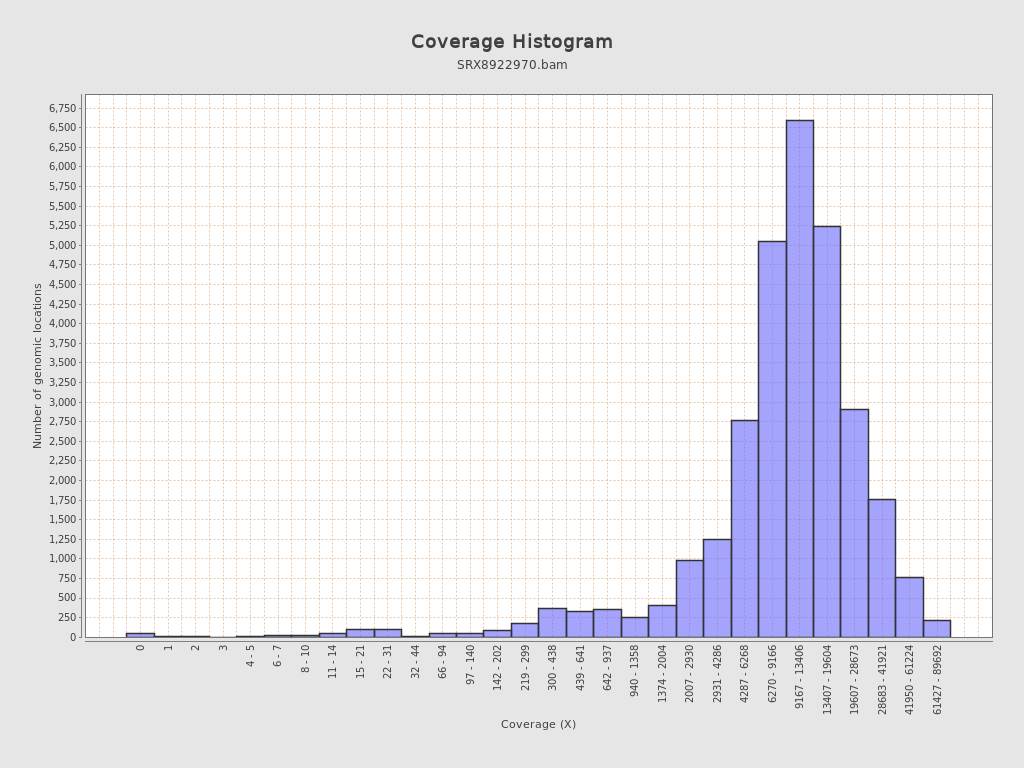 Coverage Histogram
SRX8922970.bam
Number of genomic locations
6,750
6,500
6,250
6,000
5,750
5,500
5,250
5,000
4,750
4,500
4,250
4,000
3,750
3,500
3,250
3,000
2,750
2,500
2,250
2,000
1,750
1,500
1,250
1,000
750
500
250
0
0
1
2
3
4 - 5
6 - 7
8 - 10
11 - 14
15 - 21
22 - 31
32 - 44
66 - 94
97 - 140
142 - 202
219 - 299
300 - 438
439 - 641
642 - 937
940 - 1358
1374 - 2004
2007 - 2930
2931 - 4286
4287 - 6268
6270 - 9166
9167 - 13406
13407 - 19604
19607 - 28673
28683 - 41921
41950 - 61224
61427 - 89692
Coverage (X)